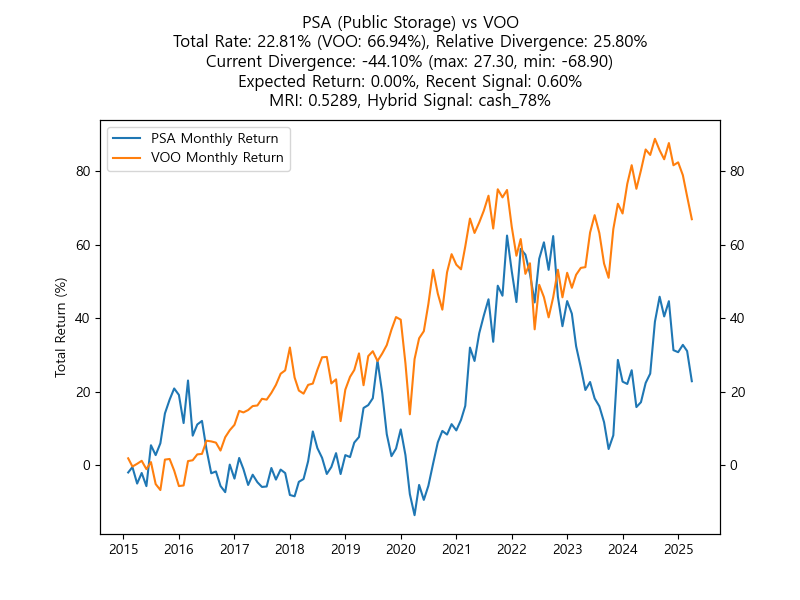 PSA (Public Storage) vs VOO
Total Rate: 22.81% (VOO: 66.94%), Relative Divergence: 25.80%
Current Divergence: -44.10% (max: 27.30, min: -68.90)
Expected Return: 0.00%, Recent Signal: 0.60%
MRI: 0.5289, Hybrid Signal: cash_78%
PSA Monthly Return
VOO Monthly Return
Total Return (%)
80
60
40
20
0
80
60
40
20
0
2015 2016 2017 2018 2019 2020 2021 2022 2023 2024 2025